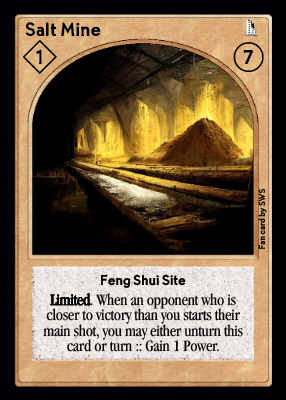 Salt Mine
1
7
Fan card by SWS
Feng Shui Site
Limited. When an opponent who is
closer to victory than you starts their
main shot, you may either unturn this
card or turn :: Gain 1 Power.